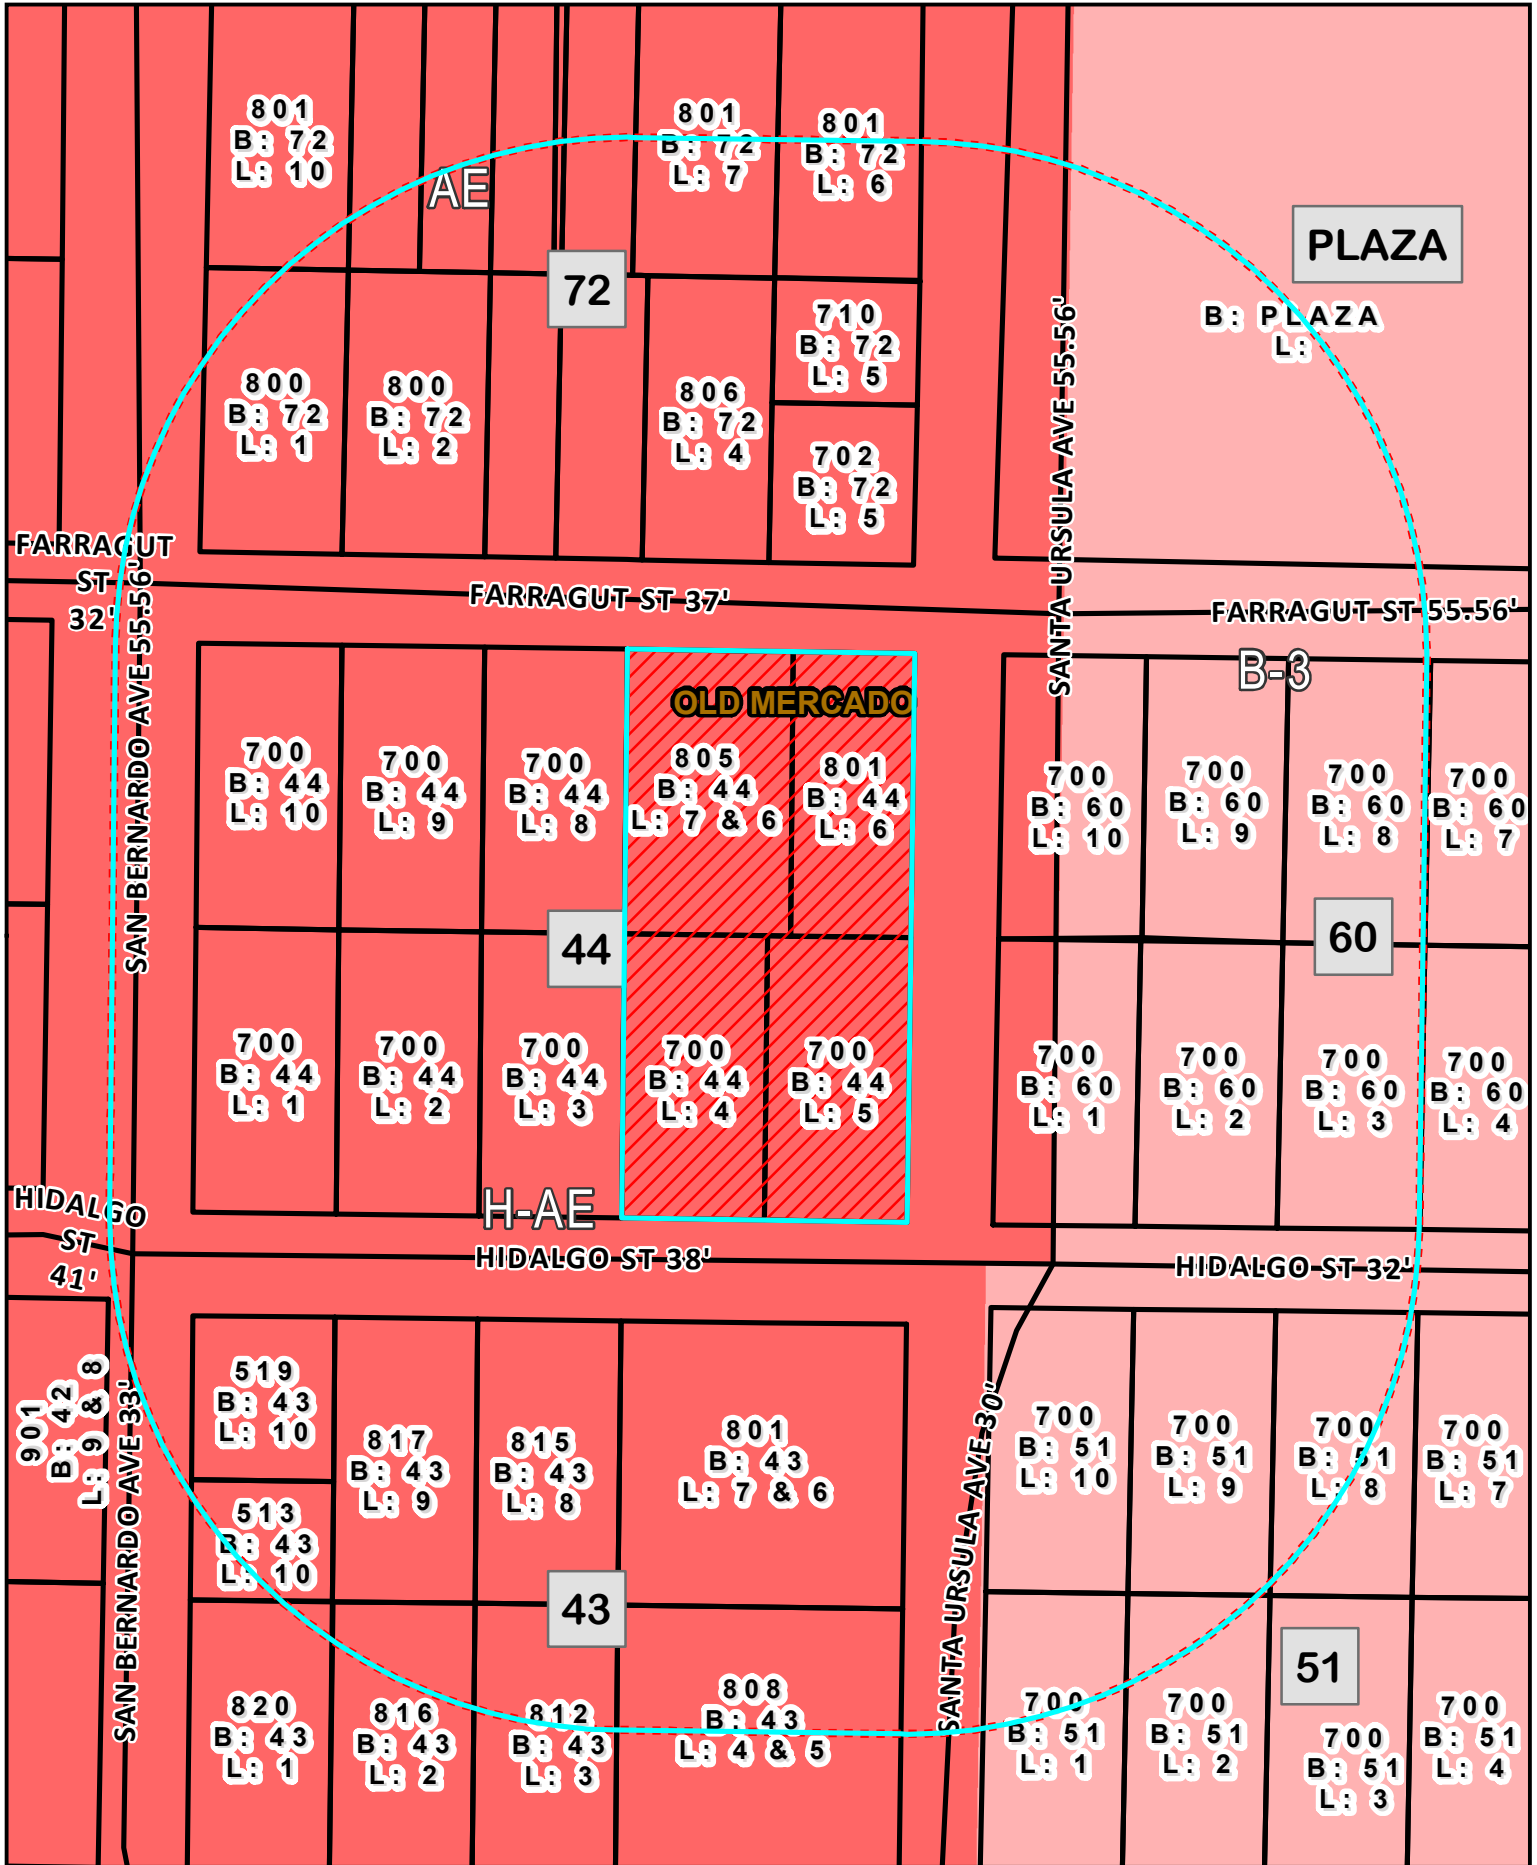 801
B: 72
L: 10
AE
801
B: 72
L: 7
801
B: 72
L: 6
PLAZA
B: PLAZA
L:
72
800
B: 72
L: 1
800
B: 72
L: 2
806
B: 72
L: 4
710
B: 72
L: 5
702
B: 72
L: 5
SANTA URSULA AVE 55.56'
FARRAGUT
ST
32'
FARRAGUT ST 37'
FARRAGUT ST 55.56'
SAN BERNARDO AVE 55.56'
B-3
OLD MERCADO
700
B: 44
L: 10
700
B: 44
L: 9
700
B: 44
L: 8
805
B: 44
L: 7 & 6
801
B: 44
L: 6
700
B: 60
L: 10
700
B: 60
L: 9
700
B: 60
L: 8
700
B: 60
L: 7
44
60
700
B: 44
L: 1
700
B: 44
L: 2
700
B: 44
L: 3
700
B: 44
L: 4
700
B: 44
L: 5
700
B: 60
L: 1
700
B: 60
L: 2
700
B: 60
L: 3
700
B: 60
L: 4
H-AE
HIDALGO
ST
41'
HIDALGO ST 38'
HIDALGO ST 32'
901
B: 42
L: 9 & 8
SAN BERNARDO AVE 33'
519
B: 43
L: 10
513
B: 43
L: 10
817
B: 43
L: 9
815
B: 43
L: 8
801
B: 43
L: 7 & 6
SANTA URSULA AVE 30'
700
B: 51
L: 10
700
B: 51
L: 9
700
B: 51
L: 8
700
B: 51
L: 7
43
51
820
B: 43
L: 1
816
B: 43
L: 2
812
B: 43
L: 3
808
B: 43
L: 4 & 5
700
B: 51
L: 1
700
B: 51
L: 2
700
B: 51
L: 3
700
B: 51
L: 4